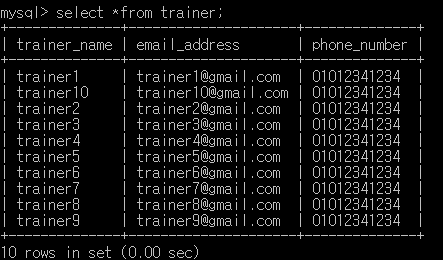 mysql> select *from trainer;
+--------------+--------------------+--------------+
| trainer_name | email_address | phone_number |
+--------------+--------------------+--------------+
| trainer1 | trainer1@gmail.com | 01012341234 |
| trainer10 | trainer10@gmail.com | 01012341234 |
| trainer2 | trainer2@gmail.com | 01012341234 |
| trainer3 | trainer3@gmail.com | 01012341234 |
| trainer4 | trainer4@gmail.com | 01012341234 |
| trainer5 | trainer5@gmail.com | 01012341234 |
| trainer6 | trainer6@gmail.com | 01012341234 |
| trainer7 | trainer7@gmail.com | 01012341234 |
| trainer8 | trainer8@gmail.com | 01012341234 |
| trainer9 | trainer9@gmail.com | 01012341234 |
+--------------+--------------------+--------------+
10 rows in set (0.00 sec)